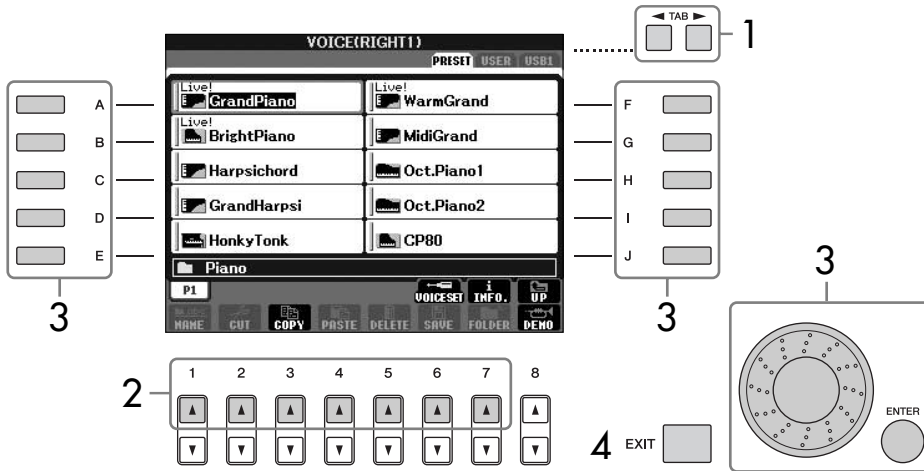 ◄ TAB ►
1
VOICE(RIGHT1)
PRESET USER USB1
Live!
GrandPiano
Live!
WarmGrand
Live!
BrightPiano
MidiGrand
Harpsichord
Oct.Piano1
GrandHarpsi
Oct.Piano2
HonkyTonk
CP80
Piano
P1
VOICESET
i
INFO.
UP
NAME CUT COPY PASTE DELETE SAVE FOLDER DEMO
A
B
C
D
E
3
F
G
H
I
J
3
3
ENTER
2
1 2 3 4 5 6 7 8
4 EXIT